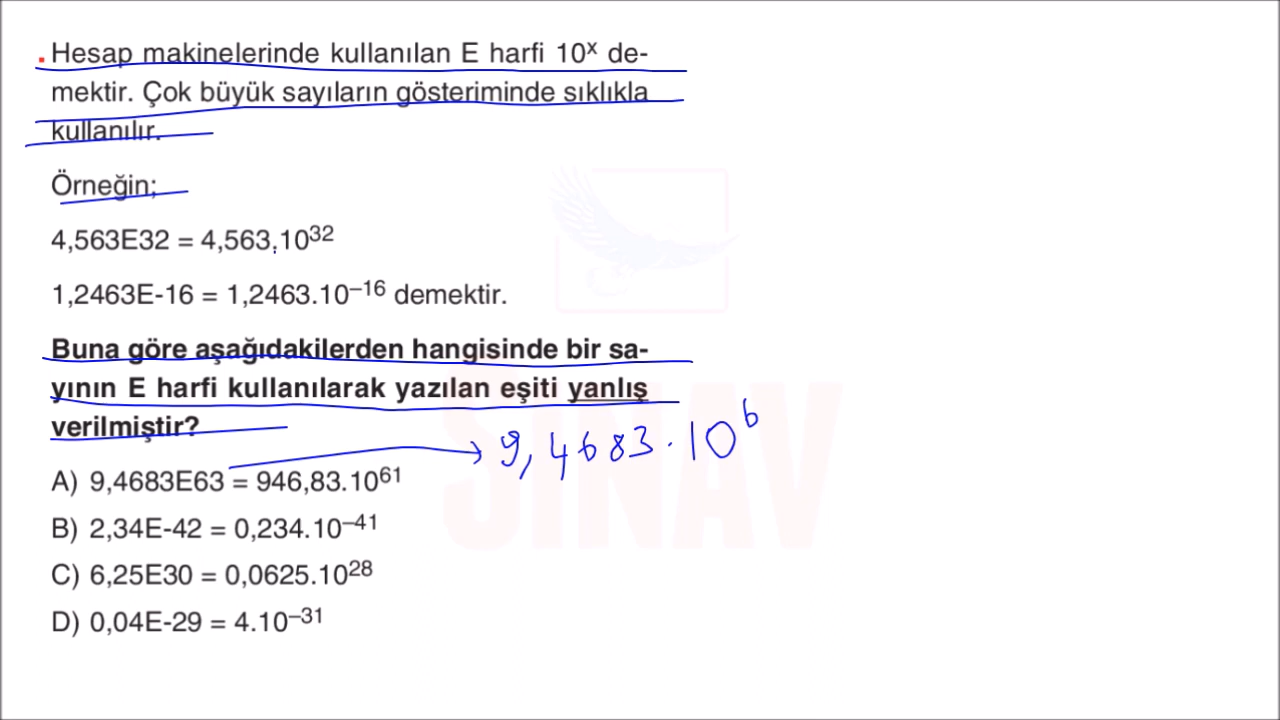 . Hesap makinelerinde kullanılan E harfi 10ˣ de-
mektir. Çok büyük sayıların gösteriminde sıklıkla
kullanılır.
Örneğin;
4,563E32 = 4,563.10³²
1,2463E-16 = 1,2463.10⁻¹⁶ demektir.
Buna göre aşağıdakilerden hangisinde bir sa-
yının E harfi kullanılarak yazılan eşiti yanlış
verilmiştir?
9,4683.10⁶
A) 9,4683E63 = 946,83.10⁶¹
B) 2,34E-42 = 0,234.10⁻⁴¹
C) 6,25E30 = 0,0625.10²⁸
D) 0,04E-29 = 4.10⁻³¹
SINAV